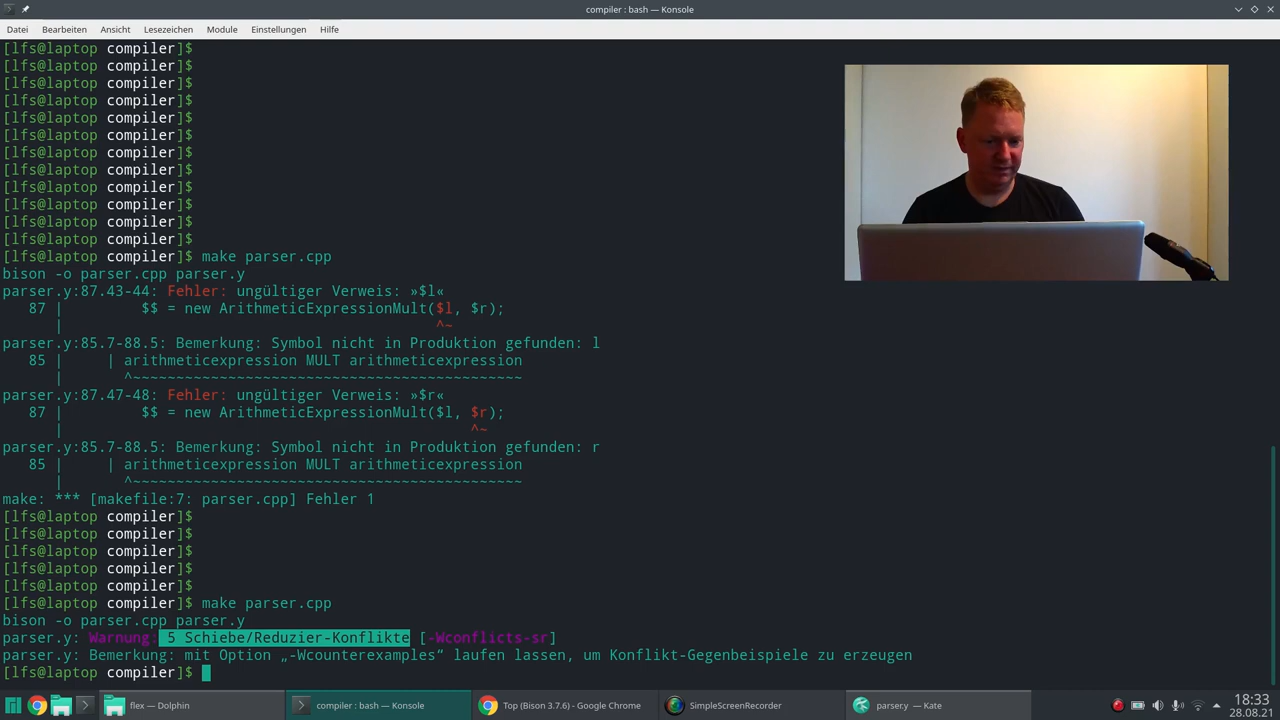 compiler : bash — Konsole
Datei Bearbeiten Ansicht Lesezeichen Module Einstellungen Hilfe
[lfs@laptop compiler]$
[lfs@laptop compiler]$
[lfs@laptop compiler]$
[lfs@laptop compiler]$
[lfs@laptop compiler]$
[lfs@laptop compiler]$
[lfs@laptop compiler]$
[lfs@laptop compiler]$
[lfs@laptop compiler]$
[lfs@laptop compiler]$
[lfs@laptop compiler]$
[lfs@laptop compiler]$
[lfs@laptop compiler]$ make parser.cpp
bison -o parser.cpp parser.y
parser.y:87.43-44: Fehler: ungültiger Verweis: »$l«
87 | $$ = new ArithmeticExpressionMult($l, $r);
| ^~
parser.y:85.7-88.5: Bemerkung: Symbol nicht in Produktion gefunden: l
85 | | arithmeticexpression MULT arithmeticexpression
| ^~~~~~~~~~~~~~~~~~~~~~~~~~~~~~~~~~~~~~~~~~~~~~
parser.y:87.47-48: Fehler: ungültiger Verweis: »$r«
87 | $$ = new ArithmeticExpressionMult($l, $r);
| ^~
parser.y:85.7-88.5: Bemerkung: Symbol nicht in Produktion gefunden: r
85 | | arithmeticexpression MULT arithmeticexpression
| ^~~~~~~~~~~~~~~~~~~~~~~~~~~~~~~~~~~~~~~~~~~~~~
make: *** [makefile:7: parser.cpp] Fehler 1
[lfs@laptop compiler]$
[lfs@laptop compiler]$
[lfs@laptop compiler]$
[lfs@laptop compiler]$
[lfs@laptop compiler]$
[lfs@laptop compiler]$ make parser.cpp
bison -o parser.cpp parser.y
parser.y: Warnung: 5 Schiebe/Reduzier-Konflikte [-Wconflicts-sr]
parser.y: Bemerkung: mit Option „-Wcounterexamples“ laufen lassen, um Konflikt-Gegenbeispiele zu erzeugen
[lfs@laptop compiler]$
flex — Dolphin compiler : bash — Konsole Top (Bison 3.7.6) - Google Chrome SimpleScreenRecorder parser.y — Kate 18:33
28.08.21